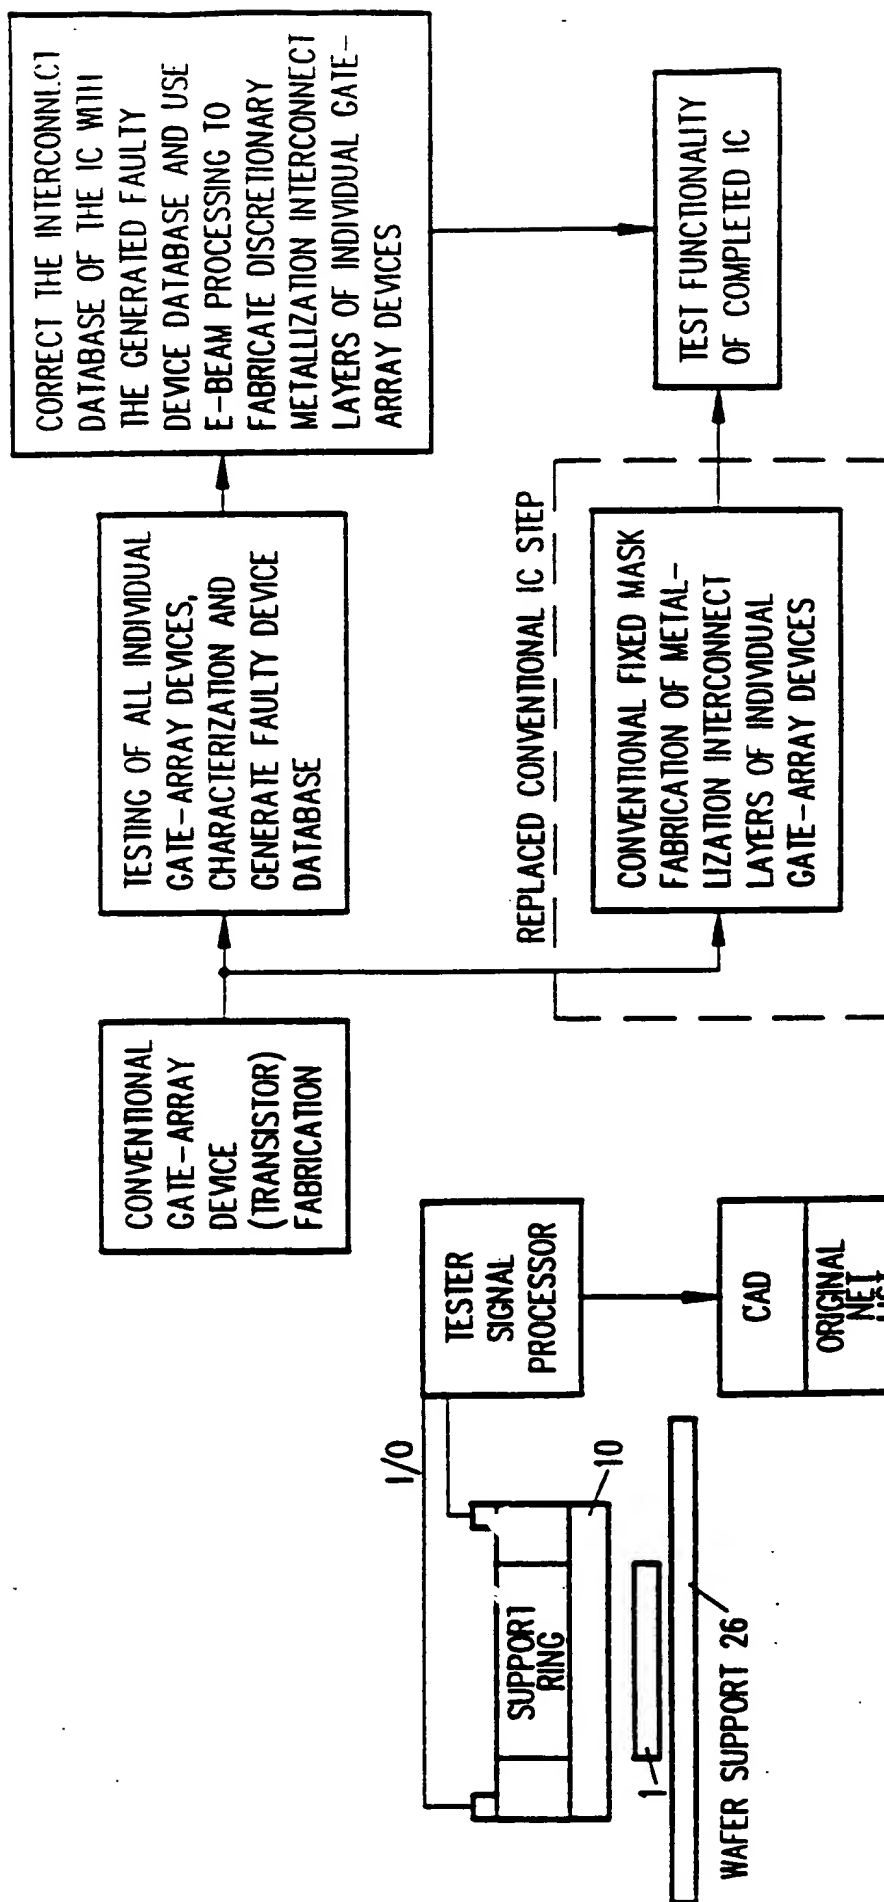 CONVENTIONAL
GATE-ARRAY
DEVICE
(TRANSISTOR)
FABRICATION
TESTING OF ALL INDIVIDUAL
GATE-ARRAY DEVICES,
CHARACTERIZATION AND
GENERATE FAULTY DEVICE
DATABASE
CORRECT THE INTERCONNECT
DATABASE OF THE IC WITH
THE GENERATED FAULTY
DEVICE DATABASE AND USE
E-BEAM PROCESSING TO
FABRICATE DISCRETIONARY
METALLIZATION INTERCONNECT
LAYERS OF INDIVIDUAL GATE-
ARRAY DEVICES
REPLACED CONVENTIONAL IC STEP
CONVENTIONAL FIXED MASK
FABRICATION OF METAL-
LIZATION INTERCONNECT
LAYERS OF INDIVIDUAL
GATE-ARRAY DEVICES
TEST FUNCTIONALITY
OF COMPLETED IC
I/O
SUPPORT
RING
10
1
WAFER SUPPORT 26
TESTER
SIGNAL
PROCESSOR
CAD
ORIGINAL
NET